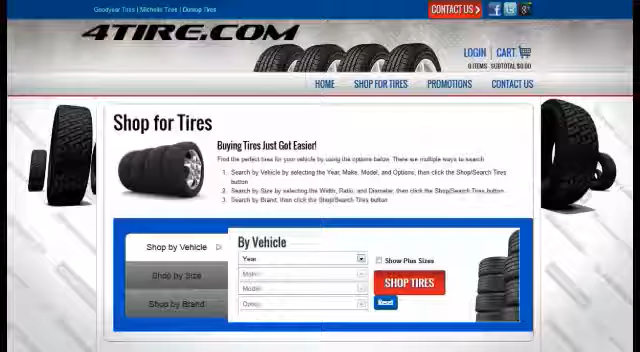 Goodyear Tires | Michelin Tires | Dunlop Tires
CONTACT US
4TIRE.COM
LOGIN | CART
0 ITEMS SUBTOTAL $0.00
HOME SHOP FOR TIRES PROMOTIONS CONTACT US
Shop for Tires
Buying Tires Just Got Easier!
Find the perfect tires for your vehicle by using the options below. There are multiple ways to search
1. Search by Vehicle by selecting the Year, Make, Model, and Options, then click the Shop/Search Tires
button
2. Search by Size by selecting the Width, Ratio, and Diameter, then click the Shop/Search Tires button
3. Search by Brand, then click the Shop/Search Tires button
By Vehicle
Shop by Vehicle
Year
Show Plus Sizes
Shop by Size
Make
Model
SHOP TIRES
Shop by Brand
Option
Reset